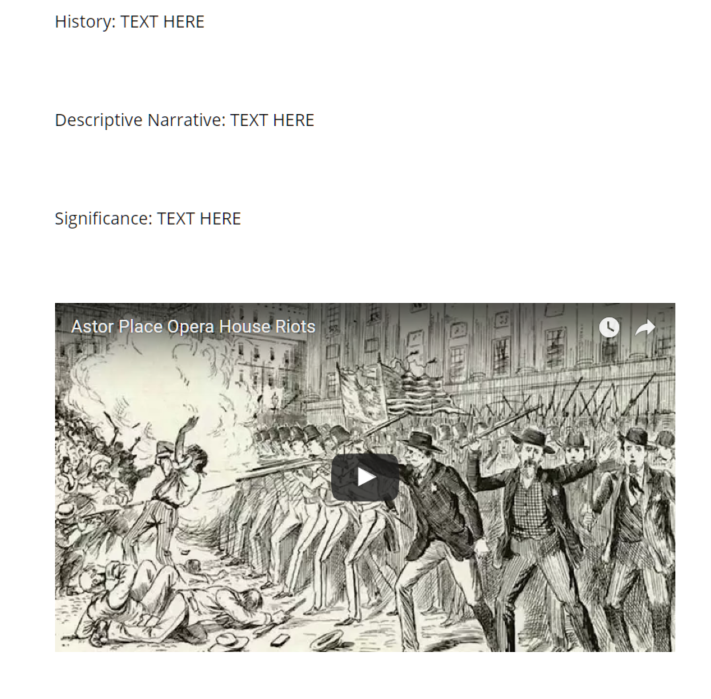 History: TEXT HERE
Descriptive Narrative: TEXT HERE
Significance: TEXT HERE
Astor Place Opera House Riots